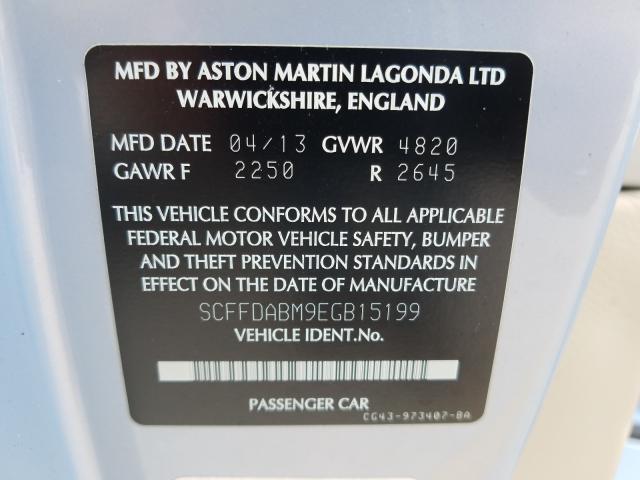 MFD BY ASTON MARTIN LAGONDA LTD
WARWICKSHIRE, ENGLAND
MFD DATE 04/13 GVWR 4820
GAWR F 2250 R 2645
THIS VEHICLE CONFORMS TO ALL APPLICABLE
FEDERAL MOTOR VEHICLE SAFETY, BUMPER
AND THEFT PREVENTION STANDARDS IN
EFFECT ON THE DATE OF MANUFACTURE
SCFFDABM9EGB15199
VEHICLE IDENT.No.
PASSENGER CAR
CG43-973407-BA